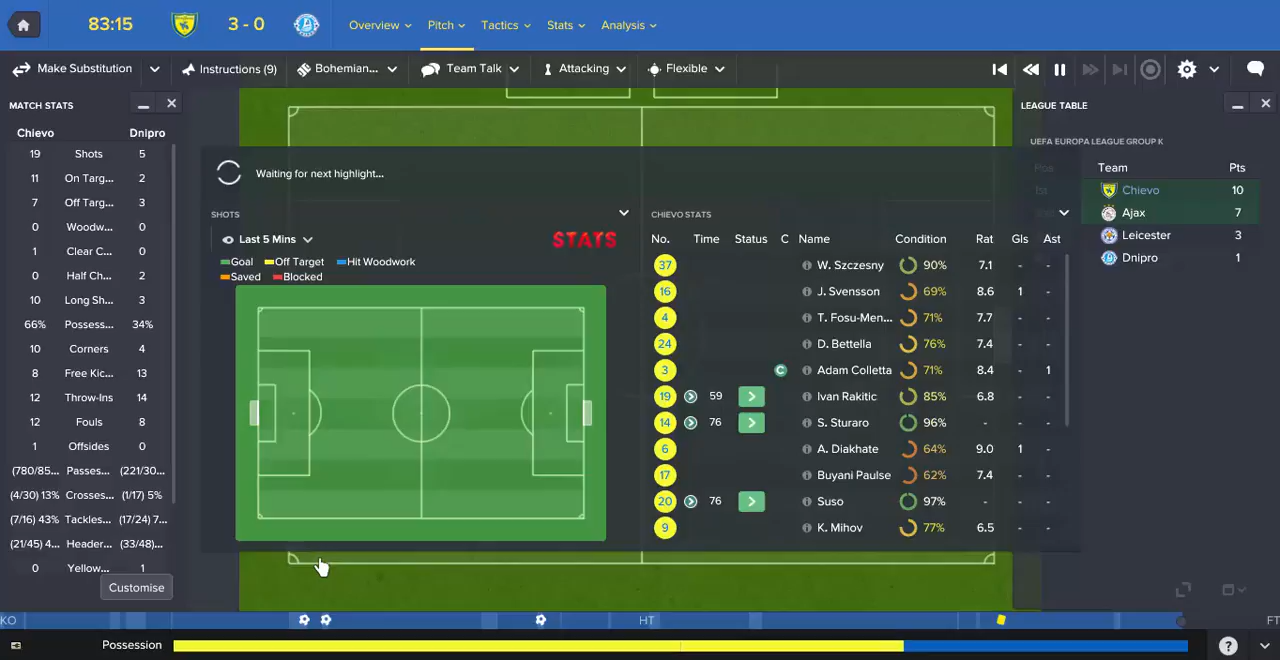 83:15 3 - 0 Overview Pitch Tactics Stats Analysis
Make Substitution Instructions (9) Bohemian... Team Talk Attacking Flexible
MATCH STATS
Chievo Dnipro
19 Shots 5
11 On Targ... 2
7 Off Targ... 3
0 Woodw... 0
1 Clear C... 0
0 Half Ch... 2
10 Long Sh... 3
66% Possess... 34%
10 Corners 4
8 Free Kic... 13
12 Throw-Ins 14
12 Fouls 8
1 Offsides 0
(780/85... Passes... (221/30...
(4/30) 13% Crosses... (1/17) 5%
(7/16) 43% Tackles... (17/24) 7...
(21/45) 4... Header... (33/48)...
0 Yellow... 1
Customise
Waiting for next highlight...
SHOTS
Last 5 Mins
STATS
Goal Off Target Hit Woodwork
Saved Blocked
CHIEVO STATS
No. Time Status C Name Condition Rat Gls Ast
37 W. Szczesny 90% 7.1 - -
16 J. Svensson 69% 8.6 1 -
4 T. Fosu-Men... 71% 7.7 - -
24 D. Bettella 76% 7.4 - -
3 C Adam Colletta 71% 8.4 - 1
19 59 Ivan Rakitic 85% 6.8 - -
14 76 S. Sturaro 96% - - -
6 A. Diakhate 64% 9.0 1 -
17 Buyani Paulse 62% 7.4 - -
20 76 Suso 97% - - -
9 K. Mihov 77% 6.5 - -
LEAGUE TABLE
UEFA EUROPA LEAGUE GROUP K
Pos Team Pts
1st Chievo 10
Ajax 7
Leicester 3
Dnipro 1
KO HT FT
Possession
?